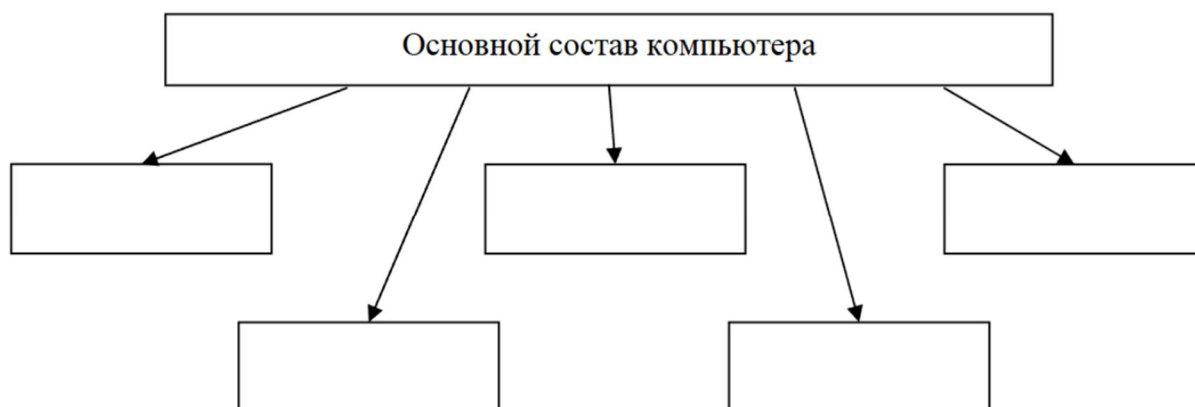 Основной состав компьютера